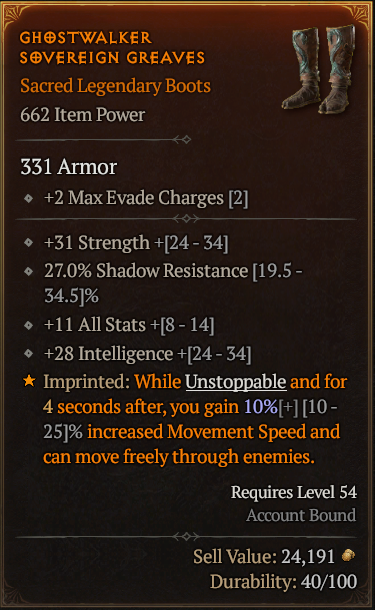 GHOSTWALKER
SOVEREIGN GREAVES
Sacred Legendary Boots
662 Item Power
331 Armor
+2 Max Evade Charges [2]
+31 Strength +[24 - 34]
27.0% Shadow Resistance [19.5 -
34.5]%
+11 All Stats +[8 - 14]
+28 Intelligence +[24 - 34]
Imprinted: While Unstoppable and for
4 seconds after, you gain 10%[+] [10 -
25]% increased Movement Speed and
can move freely through enemies.
Requires Level 54
Account Bound
Sell Value: 24,191
Durability: 40/100